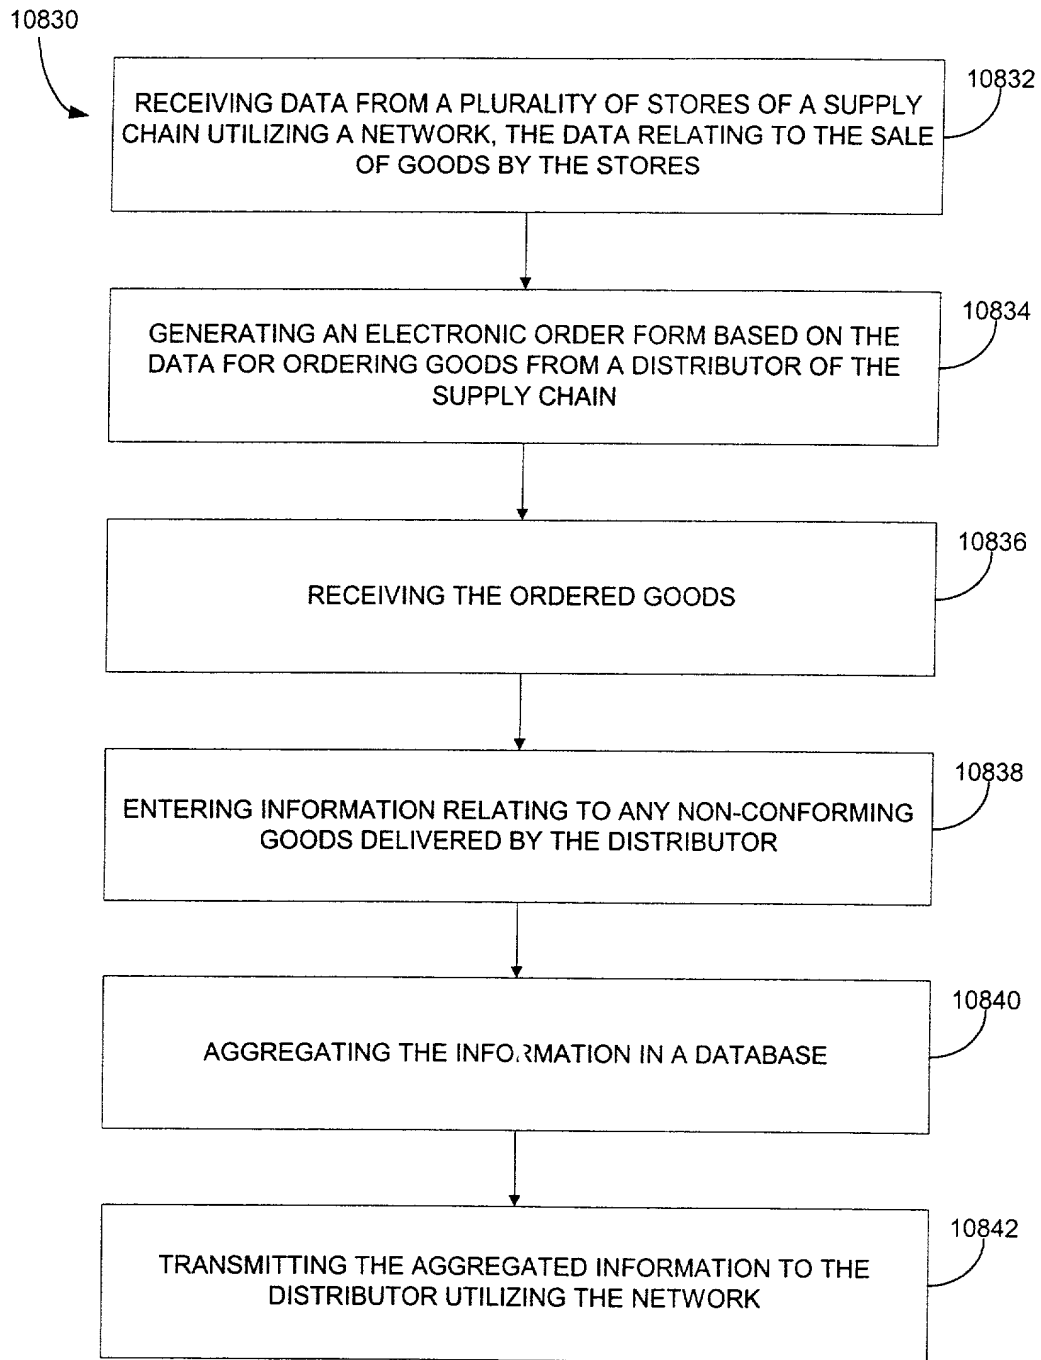 10830
10832
RECEIVING DATA FROM A PLURALITY OF STORES OF A SUPPLY
CHAIN UTILIZING A NETWORK, THE DATA RELATING TO THE SALE
OF GOODS BY THE STORES
10834
GENERATING AN ELECTRONIC ORDER FORM BASED ON THE
DATA FOR ORDERING GOODS FROM A DISTRIBUTOR OF THE
SUPPLY CHAIN
10836
RECEIVING THE ORDERED GOODS
10838
ENTERING INFORMATION RELATING TO ANY NON-CONFORMING
GOODS DELIVERED BY THE DISTRIBUTOR
10840
AGGREGATING THE INFORMATION IN A DATABASE
10842
TRANSMITTING THE AGGREGATED INFORMATION TO THE
DISTRIBUTOR UTILIZING THE NETWORK